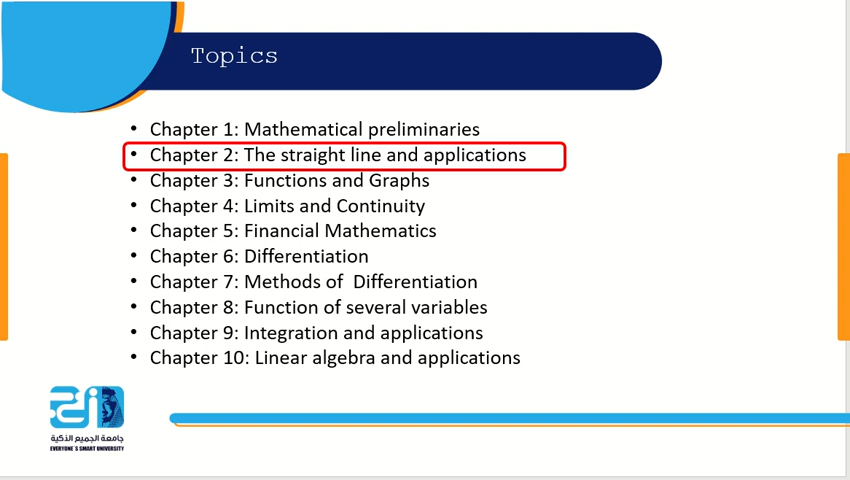 Topics
• Chapter 1: Mathematical preliminaries
• Chapter 2: The straight line and applications
• Chapter 3: Functions and Graphs
• Chapter 4: Limits and Continuity
• Chapter 5: Financial Mathematics
• Chapter 6: Differentiation
• Chapter 7: Methods of  Differentiation
• Chapter 8: Function of several variables
• Chapter 9: Integration and applications
• Chapter 10: Linear algebra and applications
جامعة الجميع الذكية
EVERYONE`S SMART UNIVERSITY